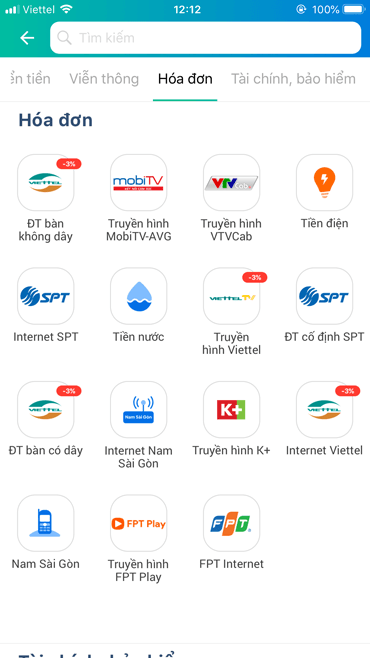 Viettel 12:12 100%
Tìm kiếm
ển tiền Viễn thông Hóa đơn Tài chính, bảo hiểm
Hóa đơn
-3%
VIETTEL
mobiTV
VTVcab
ĐT bàn
không dây
Truyền hình
MobiTV-AVG
Truyền hình
VTVCab
Tiền điện
SPT
-3%
VIETTELTV
SPT
Internet SPT
Tiền nước
Truyền
hình Viettel
ĐT cố định SPT
-3%
VIETTEL
Nam Sài Gòn
K+
-3%
VIETTEL
ĐT bàn có dây
Internet Nam
Sài Gòn
Truyền hình K+
Internet Viettel
FPT Play
FPT
Nam Sài Gòn
Truyền hình
FPT Play
FPT Internet